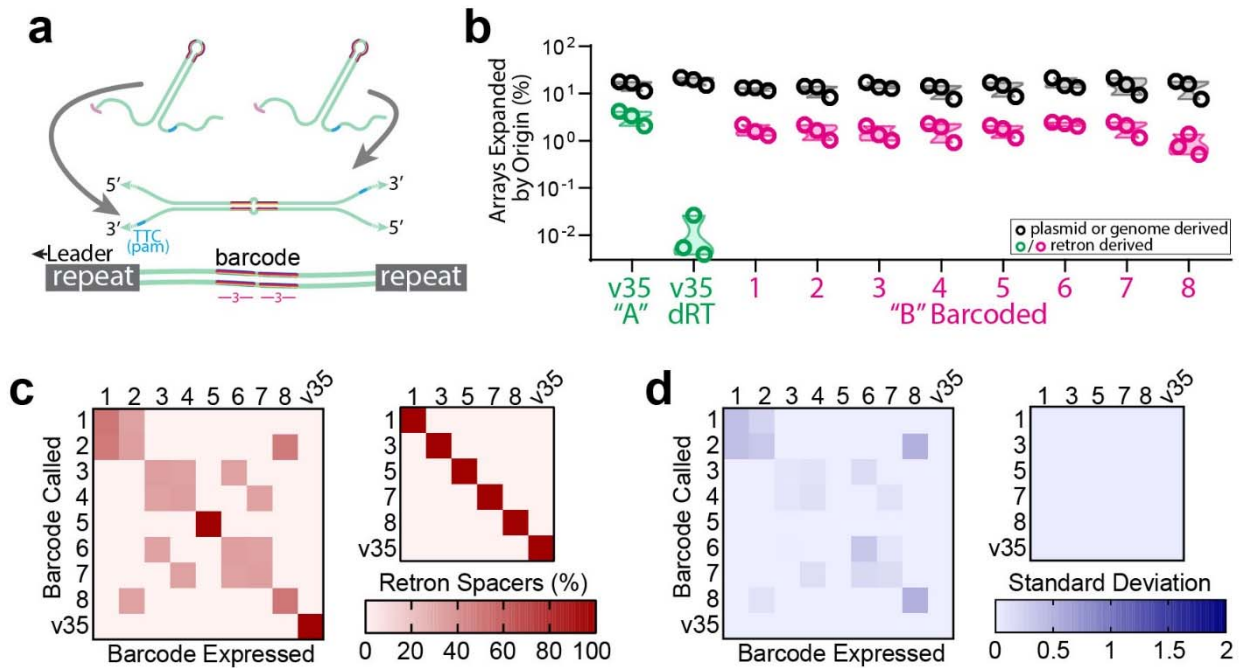 a
5′
3′
3′
5′
TTC
(pam)
Leader
barcode
repeat
repeat
3
3
b
Arrays Expanded
by Origin (%)
10²
10¹
10⁰
10⁻¹
10⁻²
plasmid or genome derived
/ retron derived
v35 v35 1 2 3 4 5 6 7 8
"A" dRT "B" Barcoded
c
1 2 3 4 5 6 7 8 v35
Barcode Called
1
2
3
4
5
6
7
8
v35
Barcode Expressed
1 3 5 7 8 v35
1
3
5
7
8
v35
Retron Spacers (%)
0 20 40 60 80 100
d
1 2 3 4 5 6 7 8 v35
Barcode Called
1
2
3
4
5
6
7
8
v35
Barcode Expressed
1 3 5 7 8 v35
1
3
5
7
8
v35
Standard Deviation
0 0.5 1 1.5 2